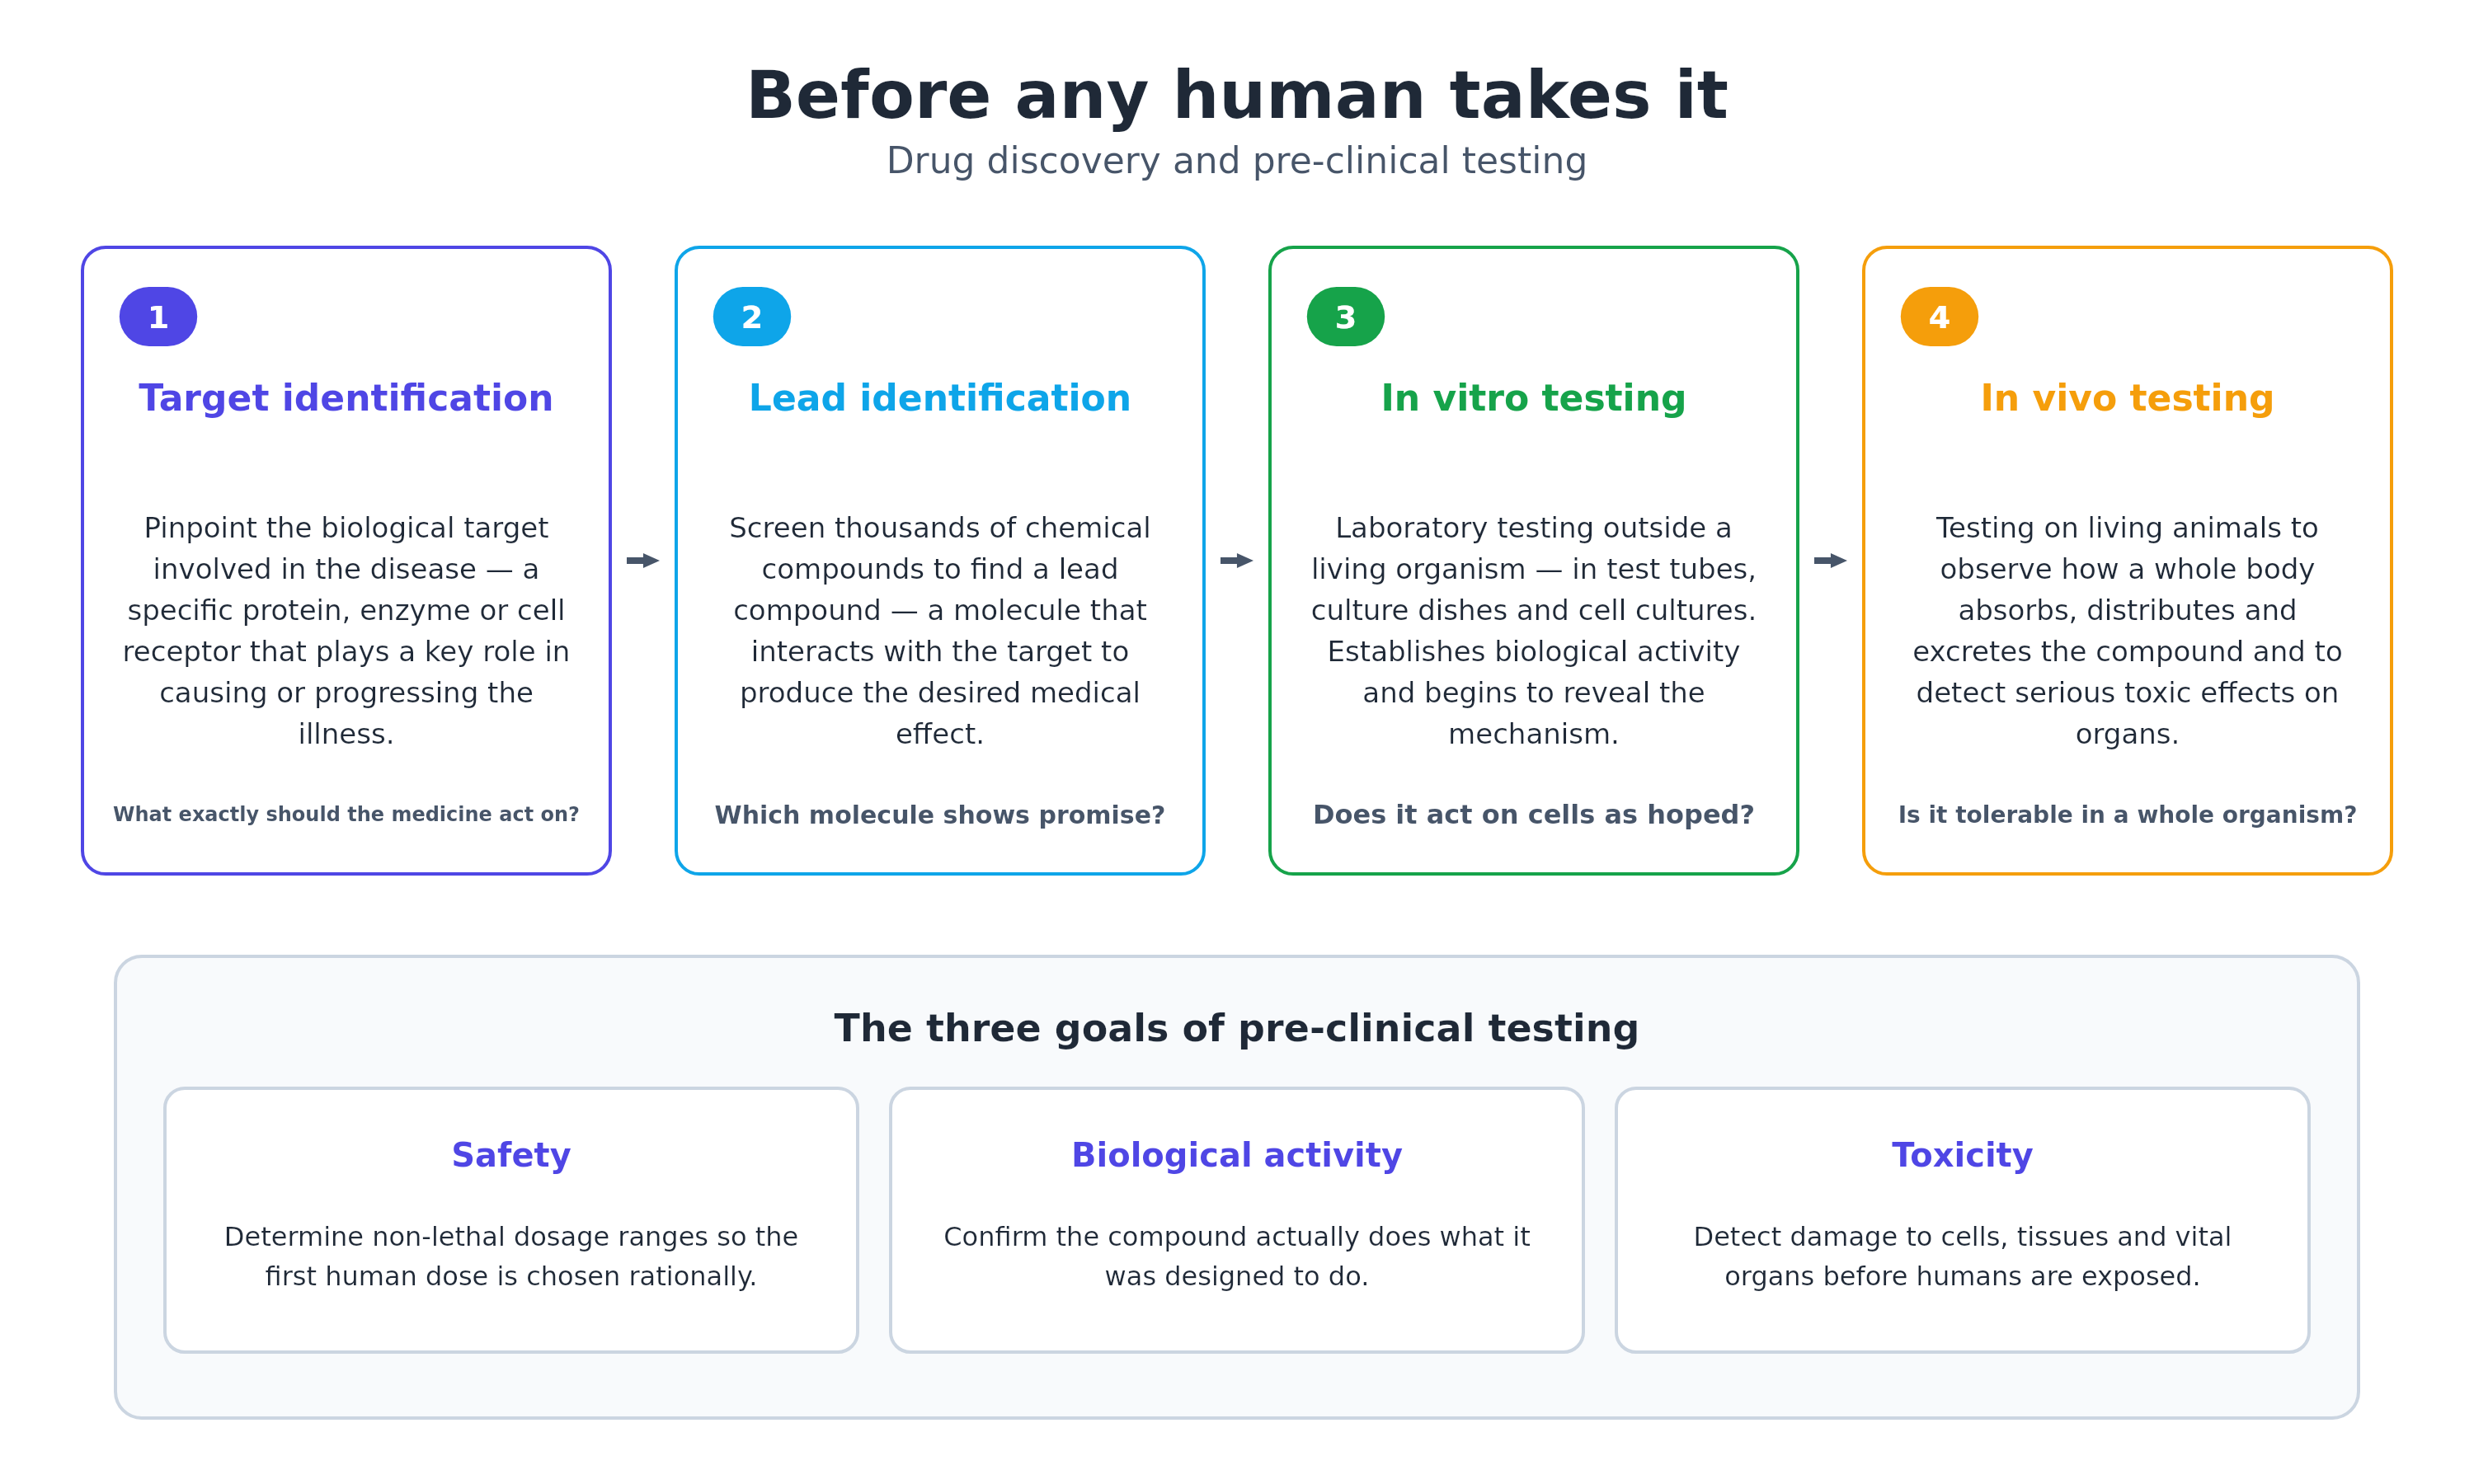 Before any human takes it
Drug discovery and pre-clinical testing
1
Target identification
Pinpoint the biological target
involved in the disease — a
specific protein, enzyme or cell
receptor that plays a key role in
causing or progressing the
illness.
What exactly should the medicine act on?
2
Lead identification
Screen thousands of chemical
compounds to find a lead
compound — a molecule that
interacts with the target to
produce the desired medical
effect.
Which molecule shows promise?
3
In vitro testing
Laboratory testing outside a
living organism — in test tubes,
culture dishes and cell cultures.
Establishes biological activity
and begins to reveal the
mechanism.
Does it act on cells as hoped?
4
In vivo testing
Testing on living animals to
observe how a whole body
absorbs, distributes and
excretes the compound and to
detect serious toxic effects on
organs.
Is it tolerable in a whole organism?
The three goals of pre-clinical testing
Safety
Determine non-lethal dosage ranges so the
first human dose is chosen rationally.
Biological activity
Confirm the compound actually does what it
was designed to do.
Toxicity
Detect damage to cells, tissues and vital
organs before humans are exposed.